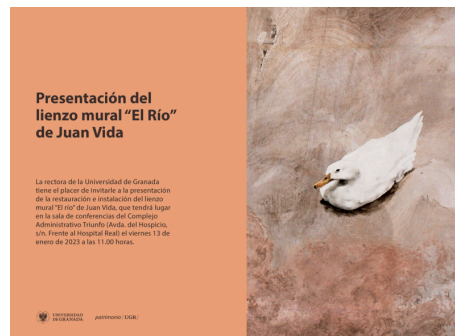 Presentación del
lienzo mural “El Río”
de Juan Vida
La rectora de la Universidad de Granada
tiene el placer de invitarle a la presentación
de la restauración e instalación del lienzo
mural “El río” de Juan Vida, que tendrá lugar
en la sala de conferencias del Complejo
Administrativo Triunfo (Avda. del Hospicio,
s/n. Frente al Hospital Real) el viernes 13 de
enero de 2023 a las 11.00 horas.
UNIVERSIDAD
DE GRANADA
patrimonio / UGR /